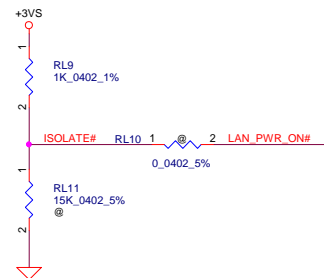 +3VS
1
RL9
1K_0402_1%
2
ISOLATE# RL10 1 @ 2 LAN_PWR_ON#
0_0402_5%
1
RL11
15K_0402_5%
@
2